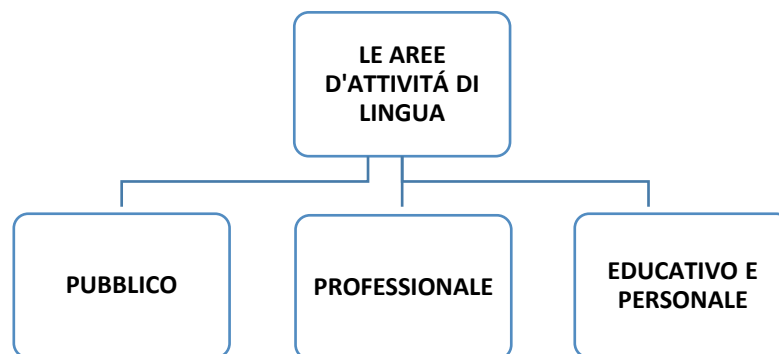 LE AREE
D'ATTIVITÁ DI
LINGUA
PUBBLICO
PROFESSIONALE
EDUCATIVO E
PERSONALE